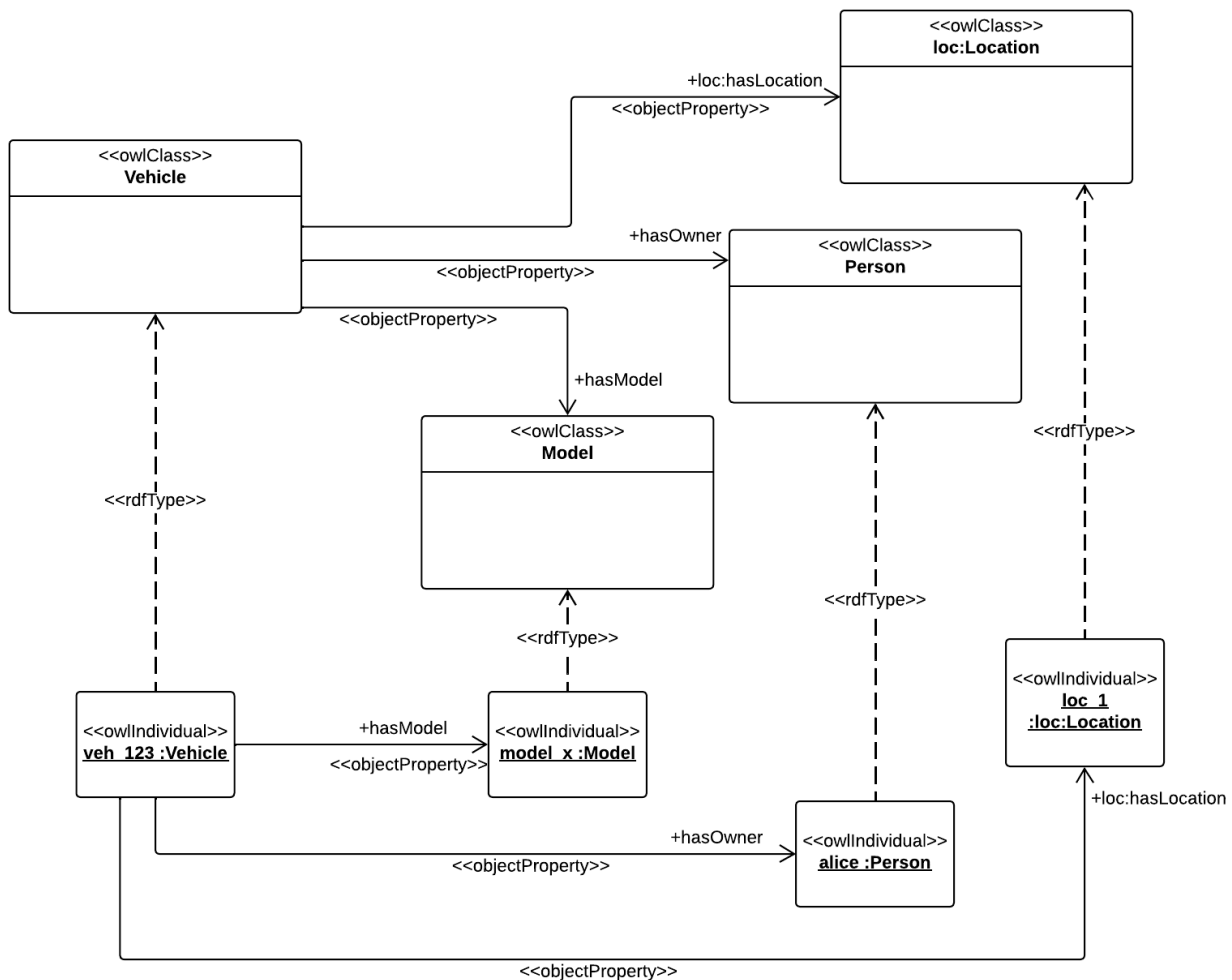 <<owlClass>>
loc:Location
+loc:hasLocation
<<objectProperty>>
<<owlClass>>
Vehicle
+hasOwner
<<objectProperty>>
<<owlClass>>
Person
<<objectProperty>>
+hasModel
<<owlClass>>
Model
<<rdfType>>
<<rdfType>>
<<rdfType>>
<<rdfType>>
<<owlIndividual>>
loc_1
:loc:Location
<<owlIndividual>>
veh_123 :Vehicle
+hasModel
<<objectProperty>>
<<owlIndividual>>
model_x :Model
+loc:hasLocation
+hasOwner
<<objectProperty>>
<<owlIndividual>>
alice :Person
<<objectProperty>>